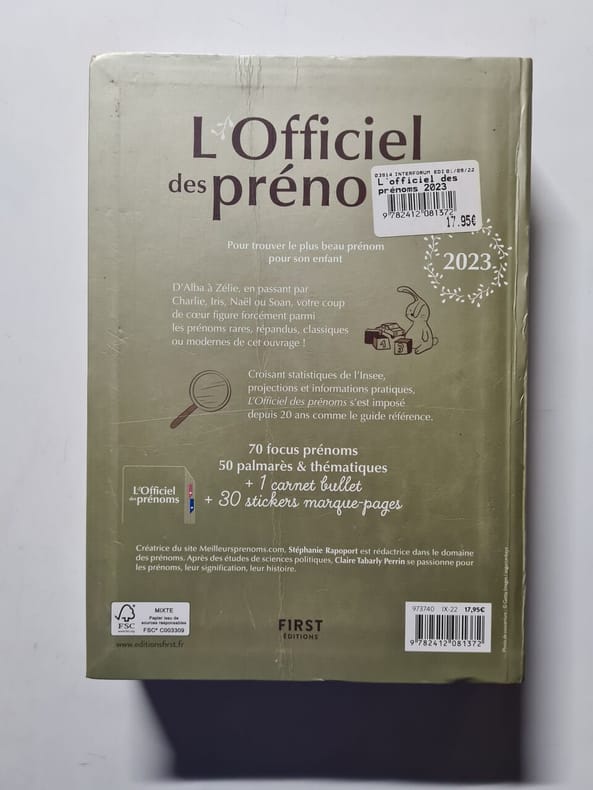 L'Officiel
des préno
03914 INTERFORUM EDI 01/09/22
L'officiel des
prénoms 2023
9782412081372
17.95€
Pour trouver le plus beau prénom
pour son enfant
2023
D'Alba à Zélie, en passant par
Charlie, Iris, Naël ou Soan, votre coup
de cœur figure forcément parmi
les prénoms rares, répandus, classiques
ou modernes de cet ouvrage !
Croisant statistiques de l'Insee,
projections et informations pratiques,
L'Officiel des prénoms s'est imposé
depuis 20 ans comme le guide référence.
70 focus prénoms
50 palmarès & thématiques
+ 1 carnet bullet
+ 30 stickers marque-pages
L'Officiel
des prénoms
Créatrice du site Meilleursprenoms.com, Stéphanie Rapoport est rédactrice dans le domaine
des prénoms. Après des études de sciences politiques, Claire Tabarly Perrin se passionne pour
les prénoms, leur signification, leur histoire.
FSC
www.fsc.org
MIXTE
Papier issu de
sources responsables
FSC® C003309
www.editionsfirst.fr
FIRST
ÉDITIONS
973740 IX-22 17,95€
9782412081372